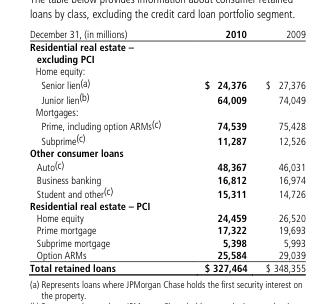 The table below provides information about consumer retained
loans by class, excluding the credit card loan portfolio segment.
December 31, (in millions) 2010 2009
Residential real estate –
excluding PCI
Home equity:
Senior lien(a) $ 24,376 $ 27,376
Junior lien(b) 64,009 74,049
Mortgages:
Prime, including option ARMs(c) 74,539 75,428
Subprime(c) 11,287 12,526
Other consumer loans
Auto(c) 48,367 46,031
Business banking 16,812 16,974
Student and other(c) 15,311 14,726
Residential real estate – PCI
Home equity 24,459 26,520
Prime mortgage 17,322 19,693
Subprime mortgage 5,398 5,993
Option ARMs 25,584 29,039
Total retained loans $ 327,464 $ 348,355
(a) Represents loans where JPMorgan Chase holds the first security interest on
the property.